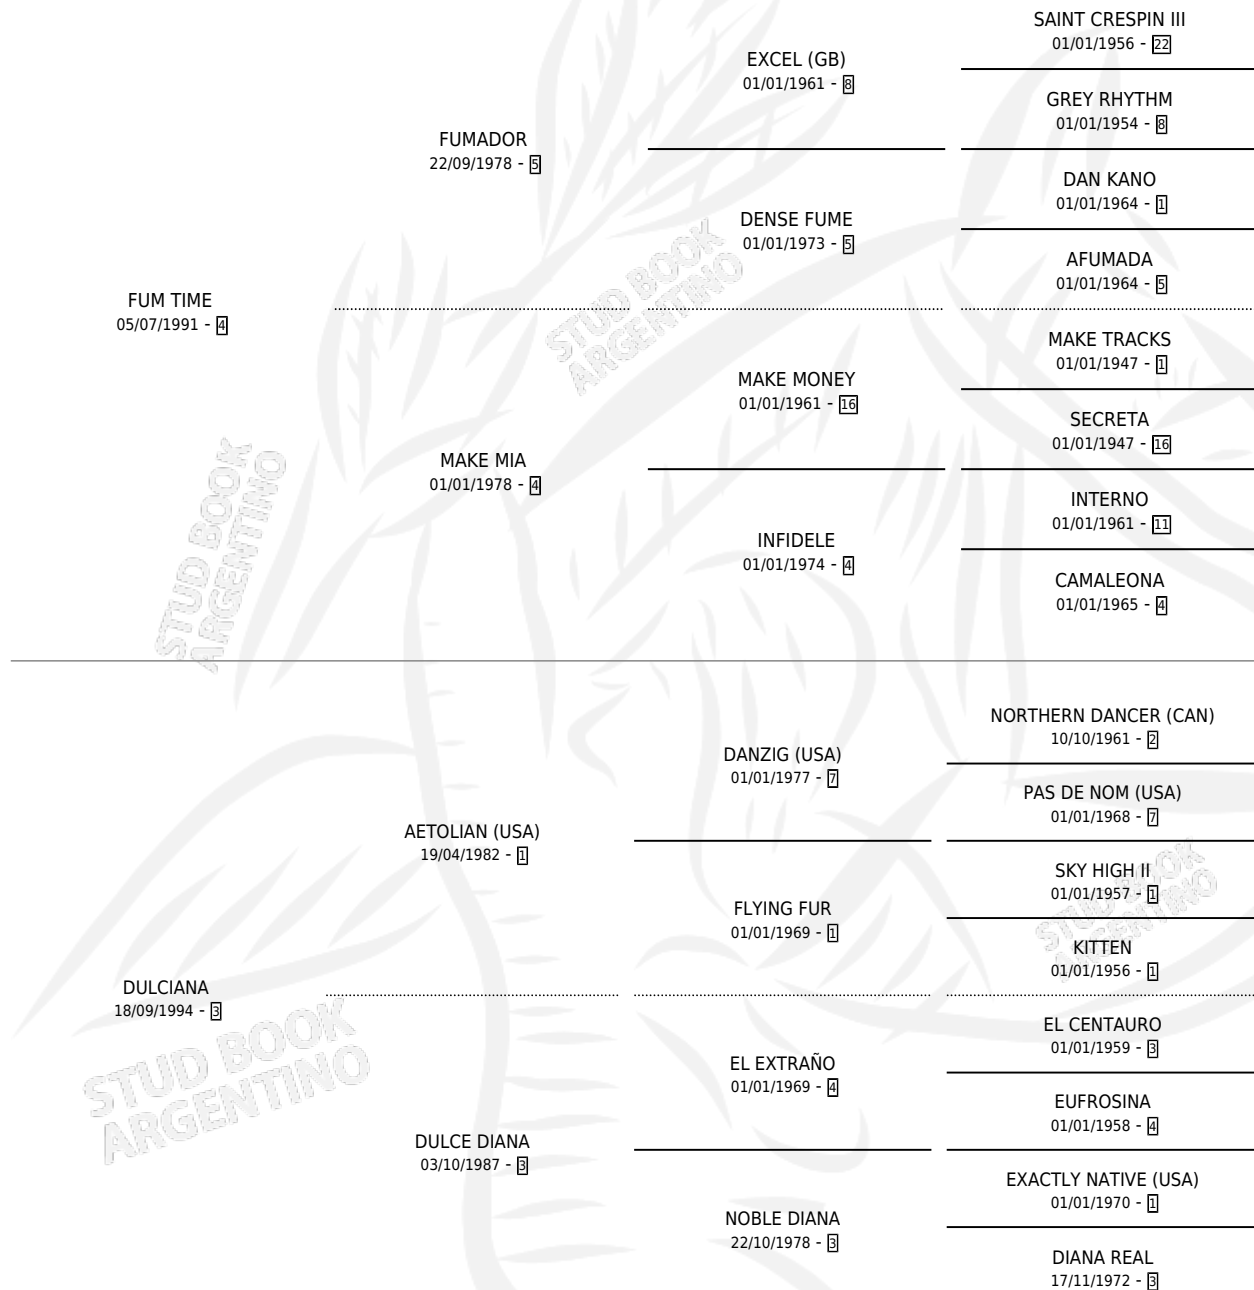 SAINT CRESPIN III
01/01/1956 - 22
EXCEL (GB)
01/01/1961 - 8
GREY RHYTHM
01/01/1954 - 8
FUMADOR
22/09/1978 - 5
DAN KANO
01/01/1964 - 1
DENSE FUME
01/01/1973 - 5
AFUMADA
01/01/1964 - 5
FUM TIME
05/07/1991 - 4
MAKE TRACKS
01/01/1947 - 1
MAKE MONEY
01/01/1961 - 16
SECRETA
01/01/1947 - 16
MAKE MIA
01/01/1978 - 4
INTERNO
01/01/1961 - 11
INFIDELE
01/01/1974 - 4
CAMALEONA
01/01/1965 - 4
NORTHERN DANCER (CAN)
10/10/1961 - 2
DANZIG (USA)
01/01/1977 - 7
PAS DE NOM (USA)
01/01/1968 - 7
AETOLIAN (USA)
19/04/1982 - 1
SKY HIGH II
01/01/1957 - 1
FLYING FUR
01/01/1969 - 1
KITTEN
01/01/1956 - 1
DULCIANA
18/09/1994 - 3
EL CENTAURO
01/01/1959 - 3
EL EXTRAÑO
01/01/1969 - 4
EUFROSINA
01/01/1958 - 4
DULCE DIANA
03/10/1987 - 3
EXACTLY NATIVE (USA)
01/01/1970 - 1
NOBLE DIANA
22/10/1978 - 3
DIANA REAL
17/11/1972 - 3
STUD BOOK
ARGENTINO
STUD BOOK
ARGENTINO
STUD BOOK
ARGENTINO
STUD BOOK
ARGENTINO